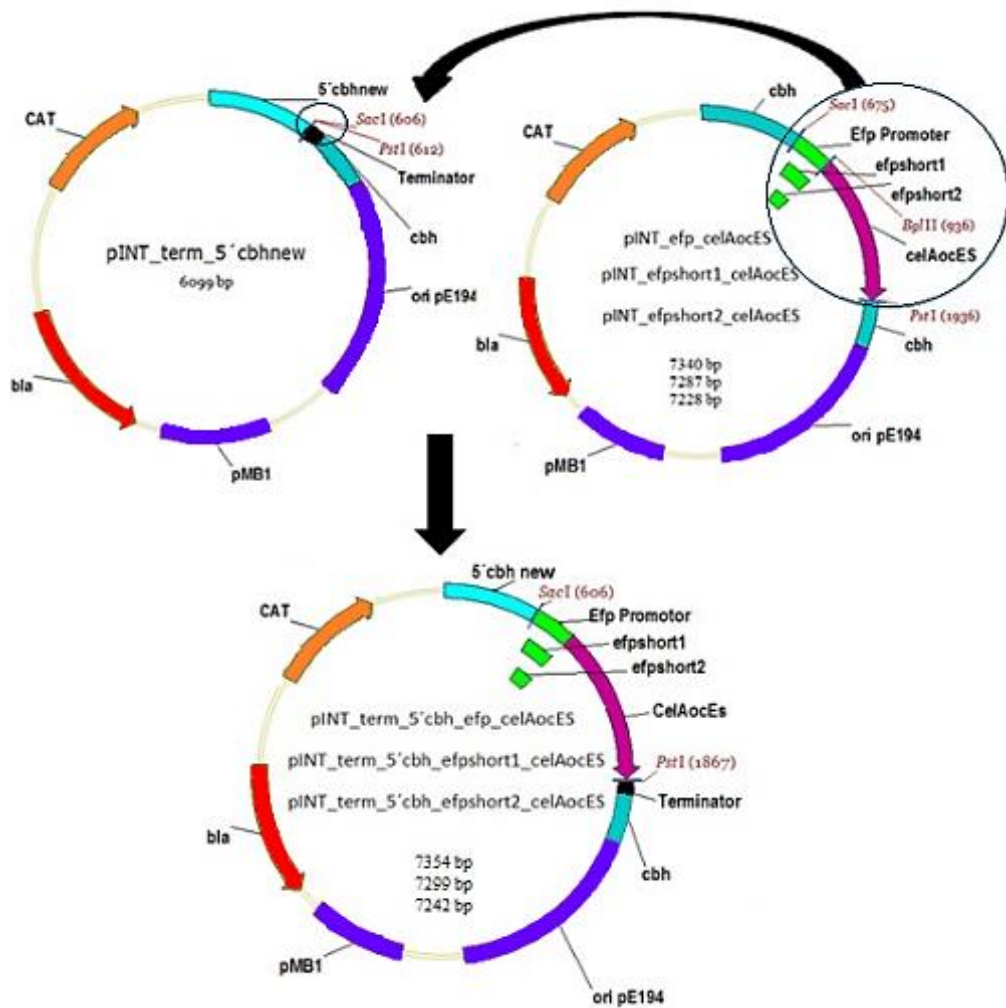 5´cbhnew
CAT
SacI (606)
PstI (612)
Terminator
cbh
pINT_term_5´cbhnew
6099 bp
ori pE194
bla
pMB1
cbh
SacI (675)
CAT
Efp Promoter
efpshort1
efpshort2
BglII (936)
celAocES
pINT_efp_celAocES
pINT_efpshort1_celAocES
pINT_efpshort2_celAocES
PstI (1936)
cbh
bla
7340 bp
7287 bp
7228 bp
ori pE194
pMB1
5´cbh new
SacI (606)
CAT
Efp Promotor
efpshort1
efpshort2
CelAocEs
pINT_term_5´cbh_efp_celAocES
pINT_term_5´cbh_efpshort1_celAocES
pINT_term_5´cbh_efpshort2_celAocES
PstI (1867)
Terminator
bla
cbh
7354 bp
7299 bp
7242 bp
pMB1
ori pE194